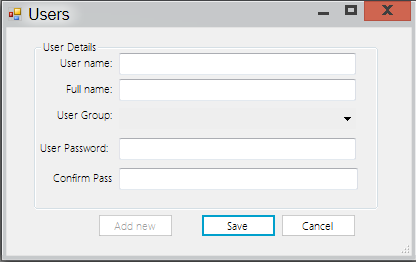 Users
User Details
User name:
Full name:
User Group:
User Password:
Confirm Pass
Add new
Save
Cancel